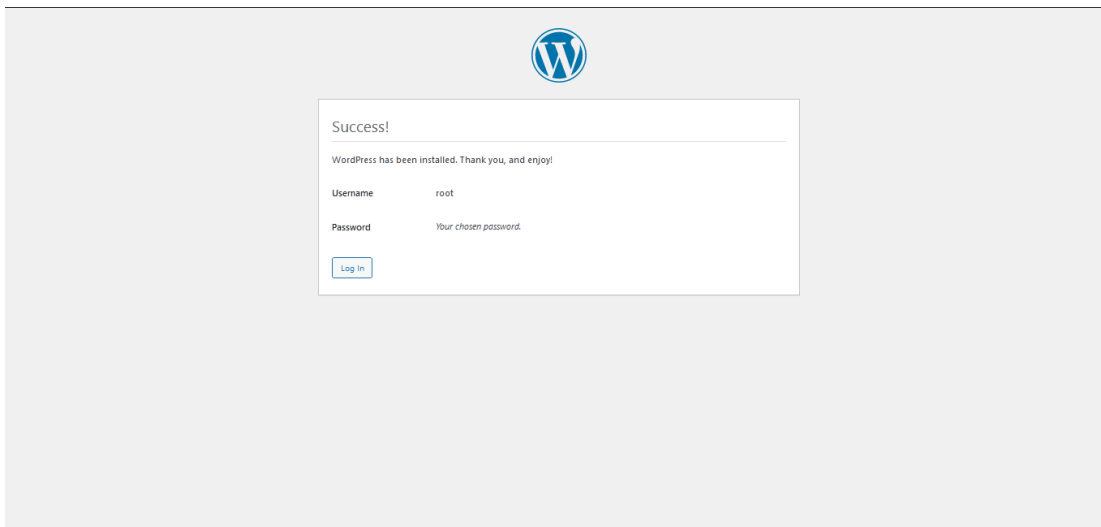 Success!
WordPress has been installed. Thank you, and enjoy!
Username root
Password Your chosen password.
Log In